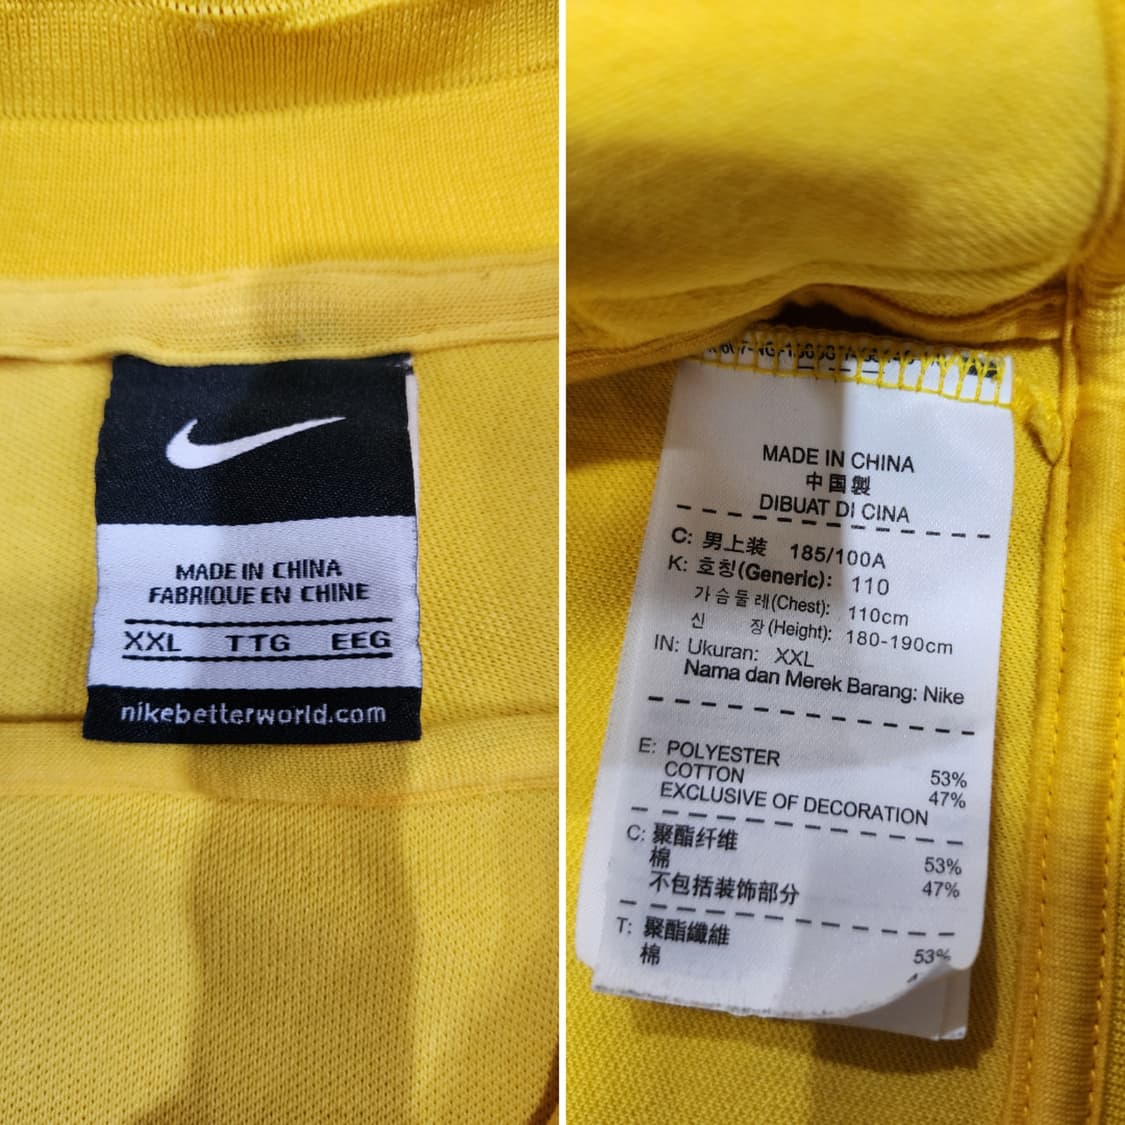 MADE IN CHINA
FABRIQUE EN CHINE
XXL TTG EEG
nikebetterworld.com
MADE IN CHINA
中国製
DIBUAT DI CINA
C: 男上装 185/100A
K: 호칭(Generic): 110
가슴둘레(Chest): 110cm
신 장(Height): 180-190cm
IN: Ukuran: XXL
Nama dan Merek Barang: Nike
E: POLYESTER 53%
COTTON 47%
EXCLUSIVE OF DECORATION
C: 聚酯纤维 53%
棉 47%
不包括装饰部分
T: 聚酯纖維 53%
棉